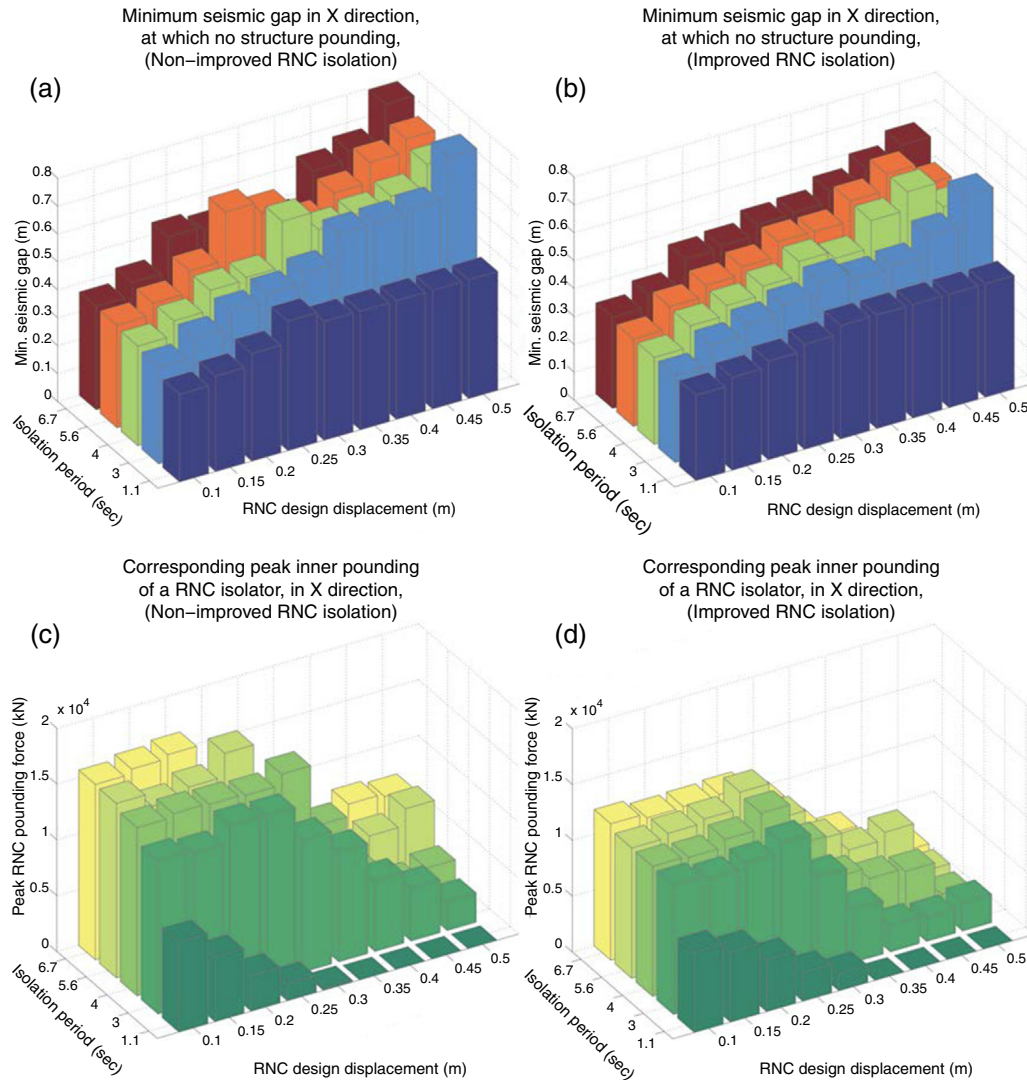 Minimum seismic gap in X direction,
at which no structure pounding,
(Non−improved RNC isolation)
(a)
0.8
0.7
0.6
0.5
0.4
0.3
0.2
0.1
0
Min. seismic gap (m)
6.7
5.6
4
3
1.1
Isolation period (sec)
0.1
0.15
0.2
0.25
0.3
0.35
0.4
0.45
0.5
RNC design displacement (m)
Minimum seismic gap in X direction,
at which no structure pounding,
(Improved RNC isolation)
(b)
0.8
0.7
0.6
0.5
0.4
0.3
0.2
0.1
0
Min. seismic gap (m)
6.7
5.6
4
3
1.1
Isolation period (sec)
0.1
0.15
0.2
0.25
0.3
0.35
0.4
0.45
0.5
RNC design displacement (m)
Corresponding peak inner pounding
of a RNC isolator, in X direction,
(Non−improved RNC isolation)
(c)
x 10⁴
2
1.5
1
0.5
0
Peak RNC pounding force (kN)
6.7
5.6
4
3
1.1
Isolation period (sec)
0.1
0.15
0.2
0.25
0.3
0.35
0.4
0.45
0.5
RNC design displacement (m)
Corresponding peak inner pounding
of a RNC isolator, in X direction,
(Improved RNC isolation)
(d)
x 10⁴
2
1.5
1
0.5
0
Peak RNC pounding force (kN)
6.7
5.6
4
3
1.1
Isolation period (sec)
0.1
0.15
0.2
0.25
0.3
0.35
0.4
0.45
0.5
RNC design displacement (m)